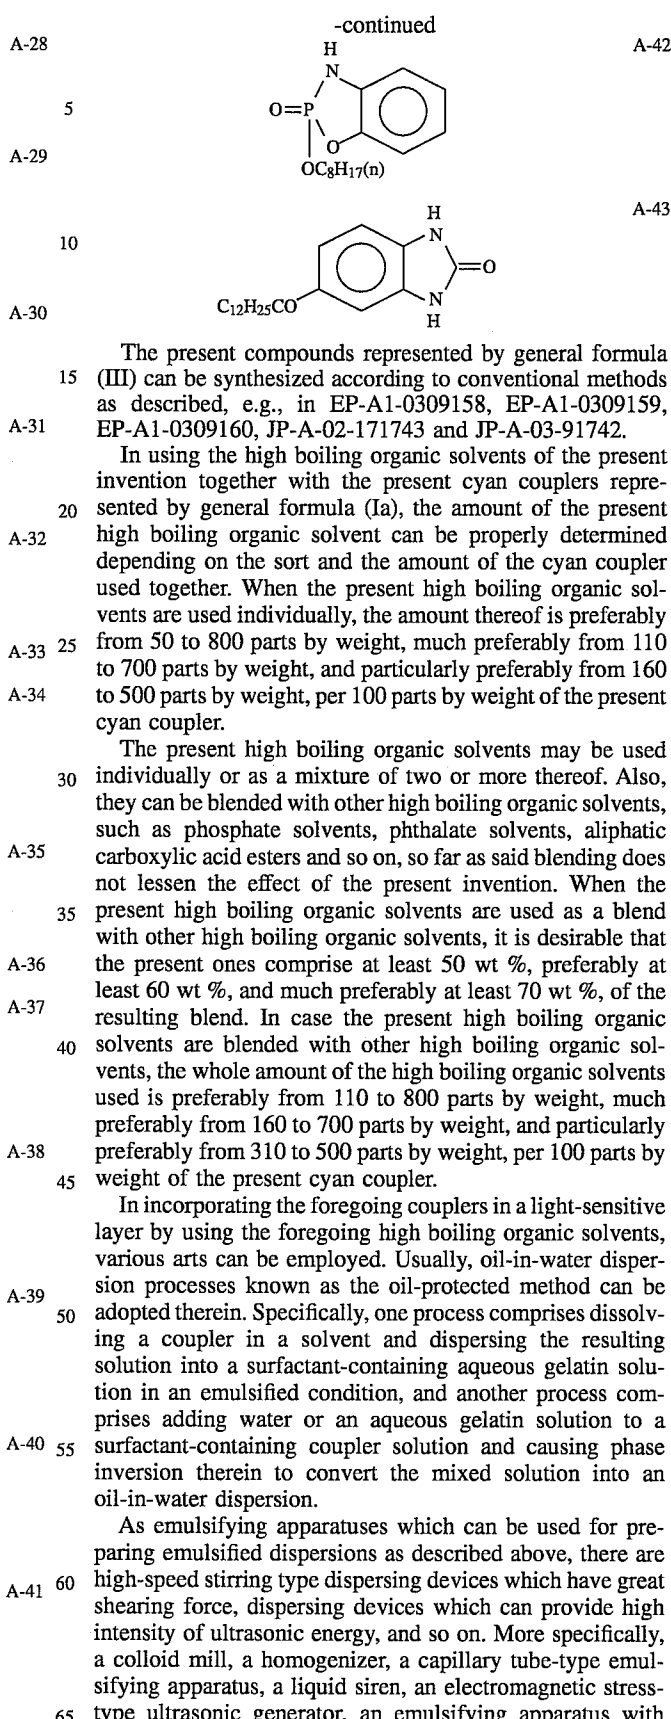 -continued
A-28
H
A-42
N
5
O=P
O
A-29
OC8H17(n)
H
A-43
N
10
=O
N
C12H25CO
A-30
H
The present compounds represented by general formula
15 (III) can be synthesized according to conventional methods
as described, e.g., in EP-A1-0309158, EP-A1-0309159,
A-31 EP-A1-0309160, JP-A-02-171743 and JP-A-03-91742.
In using the high boiling organic solvents of the present
invention together with the present cyan couplers repre-
20 sented by general formula (Ia), the amount of the present
A-32 high boiling organic solvent can be properly determined
depending on the sort and the amount of the cyan coupler
used together. When the present high boiling organic sol-
vents are used individually, the amount thereof is preferably
A-33 25 from 50 to 800 parts by weight, much preferably from 110
to 700 parts by weight, and particularly preferably from 160
A-34 to 500 parts by weight, per 100 parts by weight of the present
cyan coupler.
The present high boiling organic solvents may be used
30 individually or as a mixture of two or more thereof. Also,
they can be blended with other high boiling organic solvents,
such as phosphate solvents, phthalate solvents, aliphatic
A-35 carboxylic acid esters and so on, so far as said blending does
not lessen the effect of the present invention. When the
35 present high boiling organic solvents are used as a blend
with other high boiling organic solvents, it is desirable that
A-36 the present ones comprise at least 50 wt %, preferably at
least 60 wt %, and much preferably at least 70 wt %, of the
A-37 resulting blend. In case the present high boiling organic
40 solvents are blended with other high boiling organic sol-
vents, the whole amount of the high boiling organic solvents
used is preferably from 110 to 800 parts by weight, much
preferably from 160 to 700 parts by weight, and particularly
A-38 preferably from 310 to 500 parts by weight, per 100 parts by
45 weight of the present cyan coupler.
In incorporating the foregoing couplers in a light-sensitive
layer by using the foregoing high boiling organic solvents,
various arts can be employed. Usually, oil-in-water disper-
A-39 sion processes known as the oil-protected method can be
50 adopted therein. Specifically, one process comprises dissolv-
ing a coupler in a solvent and dispersing the resulting
solution into a surfactant-containing aqueous gelatin solu-
tion in an emulsified condition, and another process com-
prises adding water or an aqueous gelatin solution to a
A-40 55 surfactant-containing coupler solution and causing phase
inversion therein to convert the mixed solution into an
oil-in-water dispersion.
As emulsifying apparatuses which can be used for pre-
paring emulsified dispersions as described above, there are
A-41 60 high-speed stirring type dispersing devices which have great
shearing force, dispersing devices which can provide high
intensity of ultrasonic energy, and so on. More specifically,
a colloid mill, a homogenizer, a capillary tube-type emul-
sifying apparatus, a liquid siren, an electromagnetic stress-
65 type ultrasonic generator, an emulsifying apparatus with